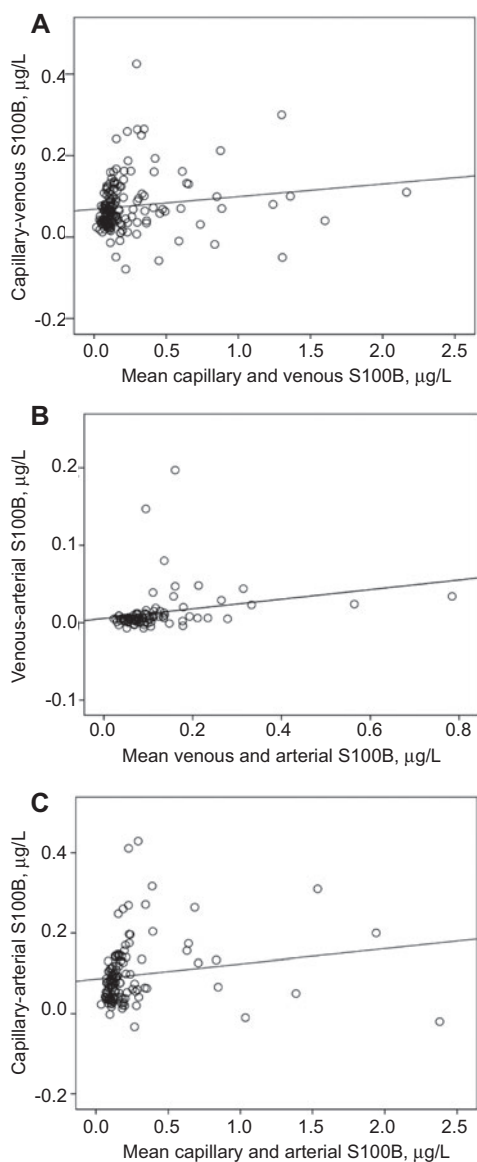 A
Capillary-venous S100B, µg/L
0.4
0.2
0.0
-0.2
0.0 0.5 1.0 1.5 2.0 2.5
Mean capillary and venous S100B, µg/L
B
Venous-arterial S100B, µg/L
0.2
0.1
0.0
-0.1
0.0 0.2 0.4 0.6 0.8
Mean venous and arterial S100B, µg/L
C
Capillary-arterial S100B, µg/L
0.4
0.2
0.0
-0.2
0.0 0.5 1.0 1.5 2.0 2.5
Mean capillary and arterial S100B, µg/L